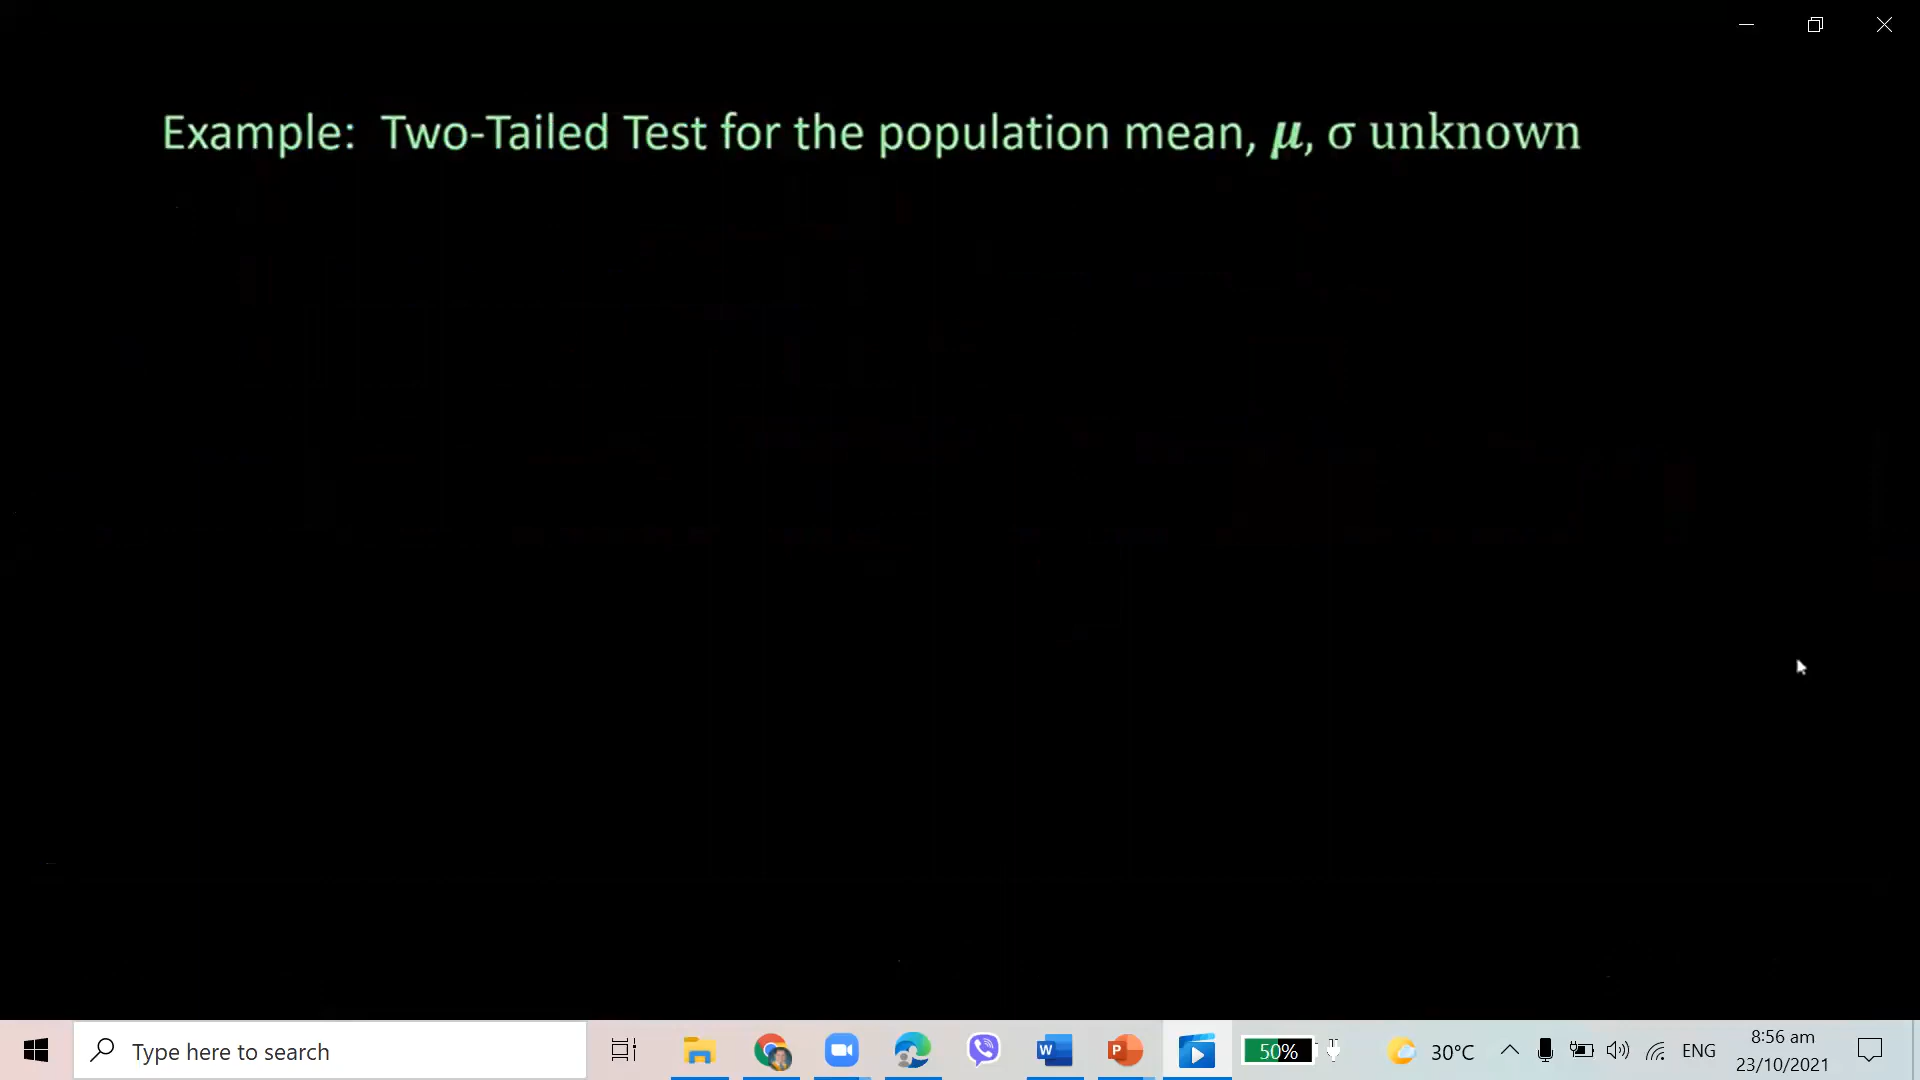 Example: Two-Tailed Test for the population mean, μ, σ unknown
Type here to search
W
P
50%
30°C
ENG
8:56 am
23/10/2021